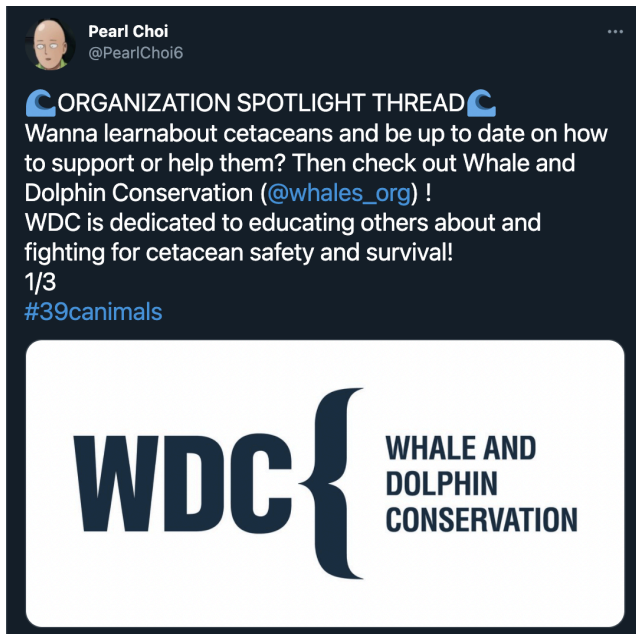 Pearl Choi
@PearlChoi6
🌊ORGANIZATION SPOTLIGHT THREAD🌊
Wanna learnabout cetaceans and be up to date on how
to support or help them? Then check out Whale and
Dolphin Conservation (@whales_org) !
WDC is dedicated to educating others about and
fighting for cetacean safety and survival!
1/3
#39canimals
WDC
WHALE AND
DOLPHIN
CONSERVATION